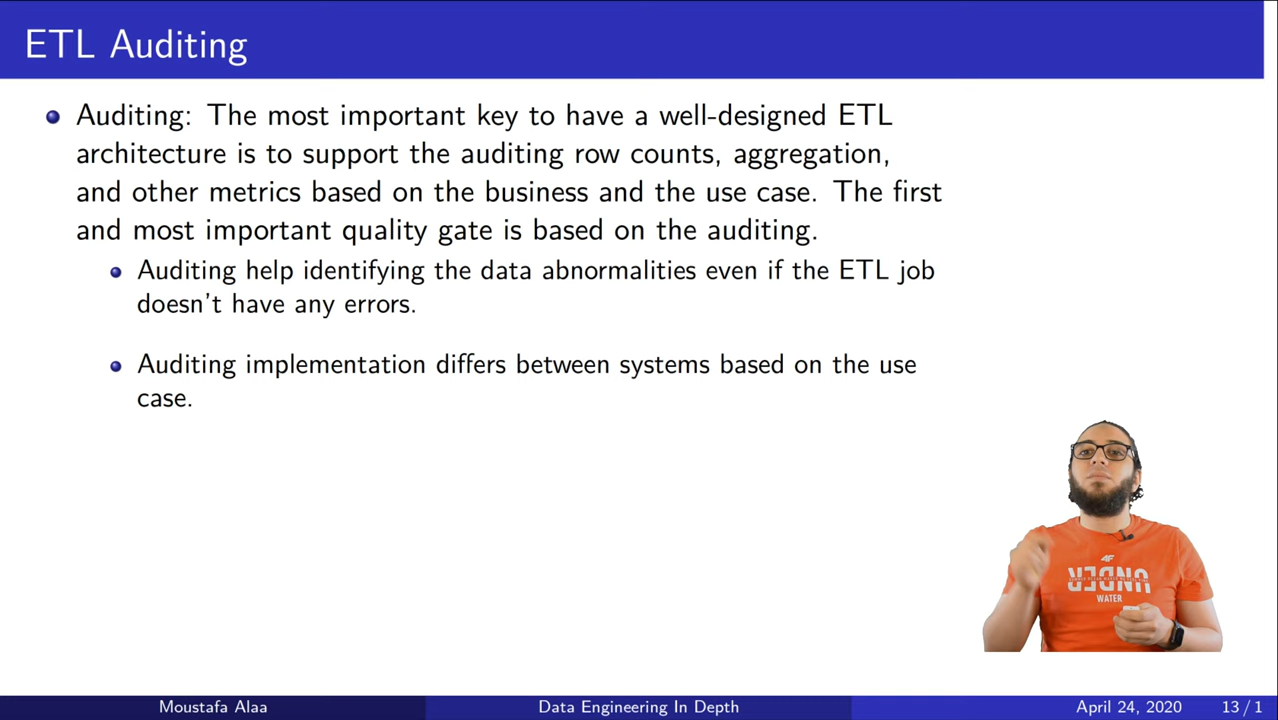 ETL Auditing
Auditing: The most important key to have a well-designed ETL
architecture is to support the auditing row counts, aggregation,
and other metrics based on the business and the use case. The first
and most important quality gate is based on the auditing.
Auditing help identifying the data abnormalities even if the ETL job
doesn't have any errors.
Auditing implementation differs between systems based on the use
case.
4F
UNDER
WATER
Moustafa Alaa
Data Engineering In Depth
April 24, 2020
13 / 1